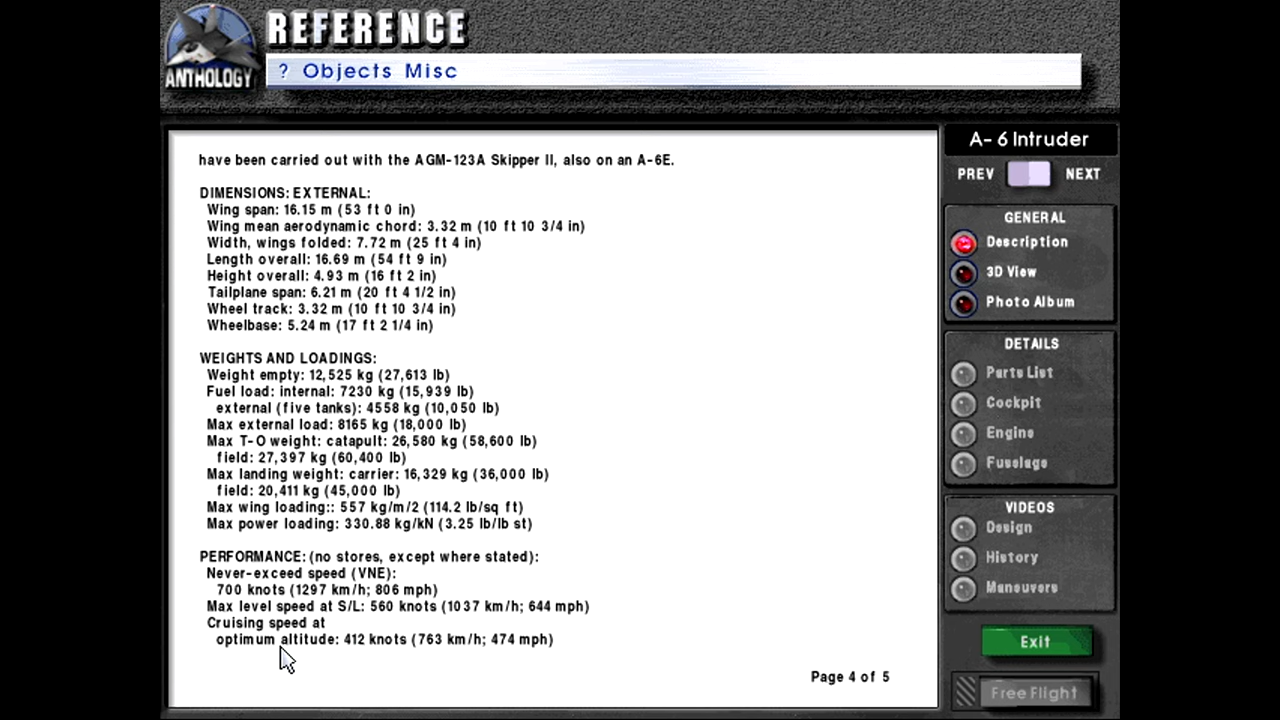 ANTHOLOGY
REFERENCE
? Objects Misc
have been carried out with the AGM-123A Skipper II, also on an A-6E.
DIMENSIONS: EXTERNAL:
Wing span: 16.15 m (53 ft 0 in)
Wing mean aerodynamic chord: 3.32 m (10 ft 10 3/4 in)
Width, wings folded: 7.72 m (25 ft 4 in)
Length overall: 16.69 m (54 ft 9 in)
Height overall: 4.93 m (16 ft 2 in)
Tailplane span: 6.21 m (20 ft 4 1/2 in)
Wheel track: 3.32 m (10 ft 10 3/4 in)
Wheelbase: 5.24 m (17 ft 2 1/4 in)
WEIGHTS AND LOADINGS:
Weight empty: 12,525 kg (27,613 lb)
Fuel load: internal: 7230 kg (15,939 lb)
external (five tanks): 4558 kg (10,050 lb)
Max external load: 8165 kg (18,000 lb)
Max T-O weight: catapult: 26,580 kg (58,600 lb)
field: 27,397 kg (60,400 lb)
Max landing weight: carrier: 16,329 kg (36,000 lb)
field: 20,411 kg (45,000 lb)
Max wing loading:: 557 kg/m/2 (114.2 lb/sq ft)
Max power loading: 330.88 kg/kN (3.25 lb/lb st)
PERFORMANCE: (no stores, except where stated):
Never-exceed speed (VNE):
700 knots (1297 km/h; 806 mph)
Max level speed at S/L: 560 knots (1037 km/h; 644 mph)
Cruising speed at
optimum altitude: 412 knots (763 km/h; 474 mph)
Page 4 of 5
A- 6 Intruder
PREV NEXT
GENERAL
Description
3D View
Photo Album
DETAILS
Parts List
Cockpit
Engine
Fuselage
VIDEOS
Design
History
Maneuvers
Exit
Free Flight